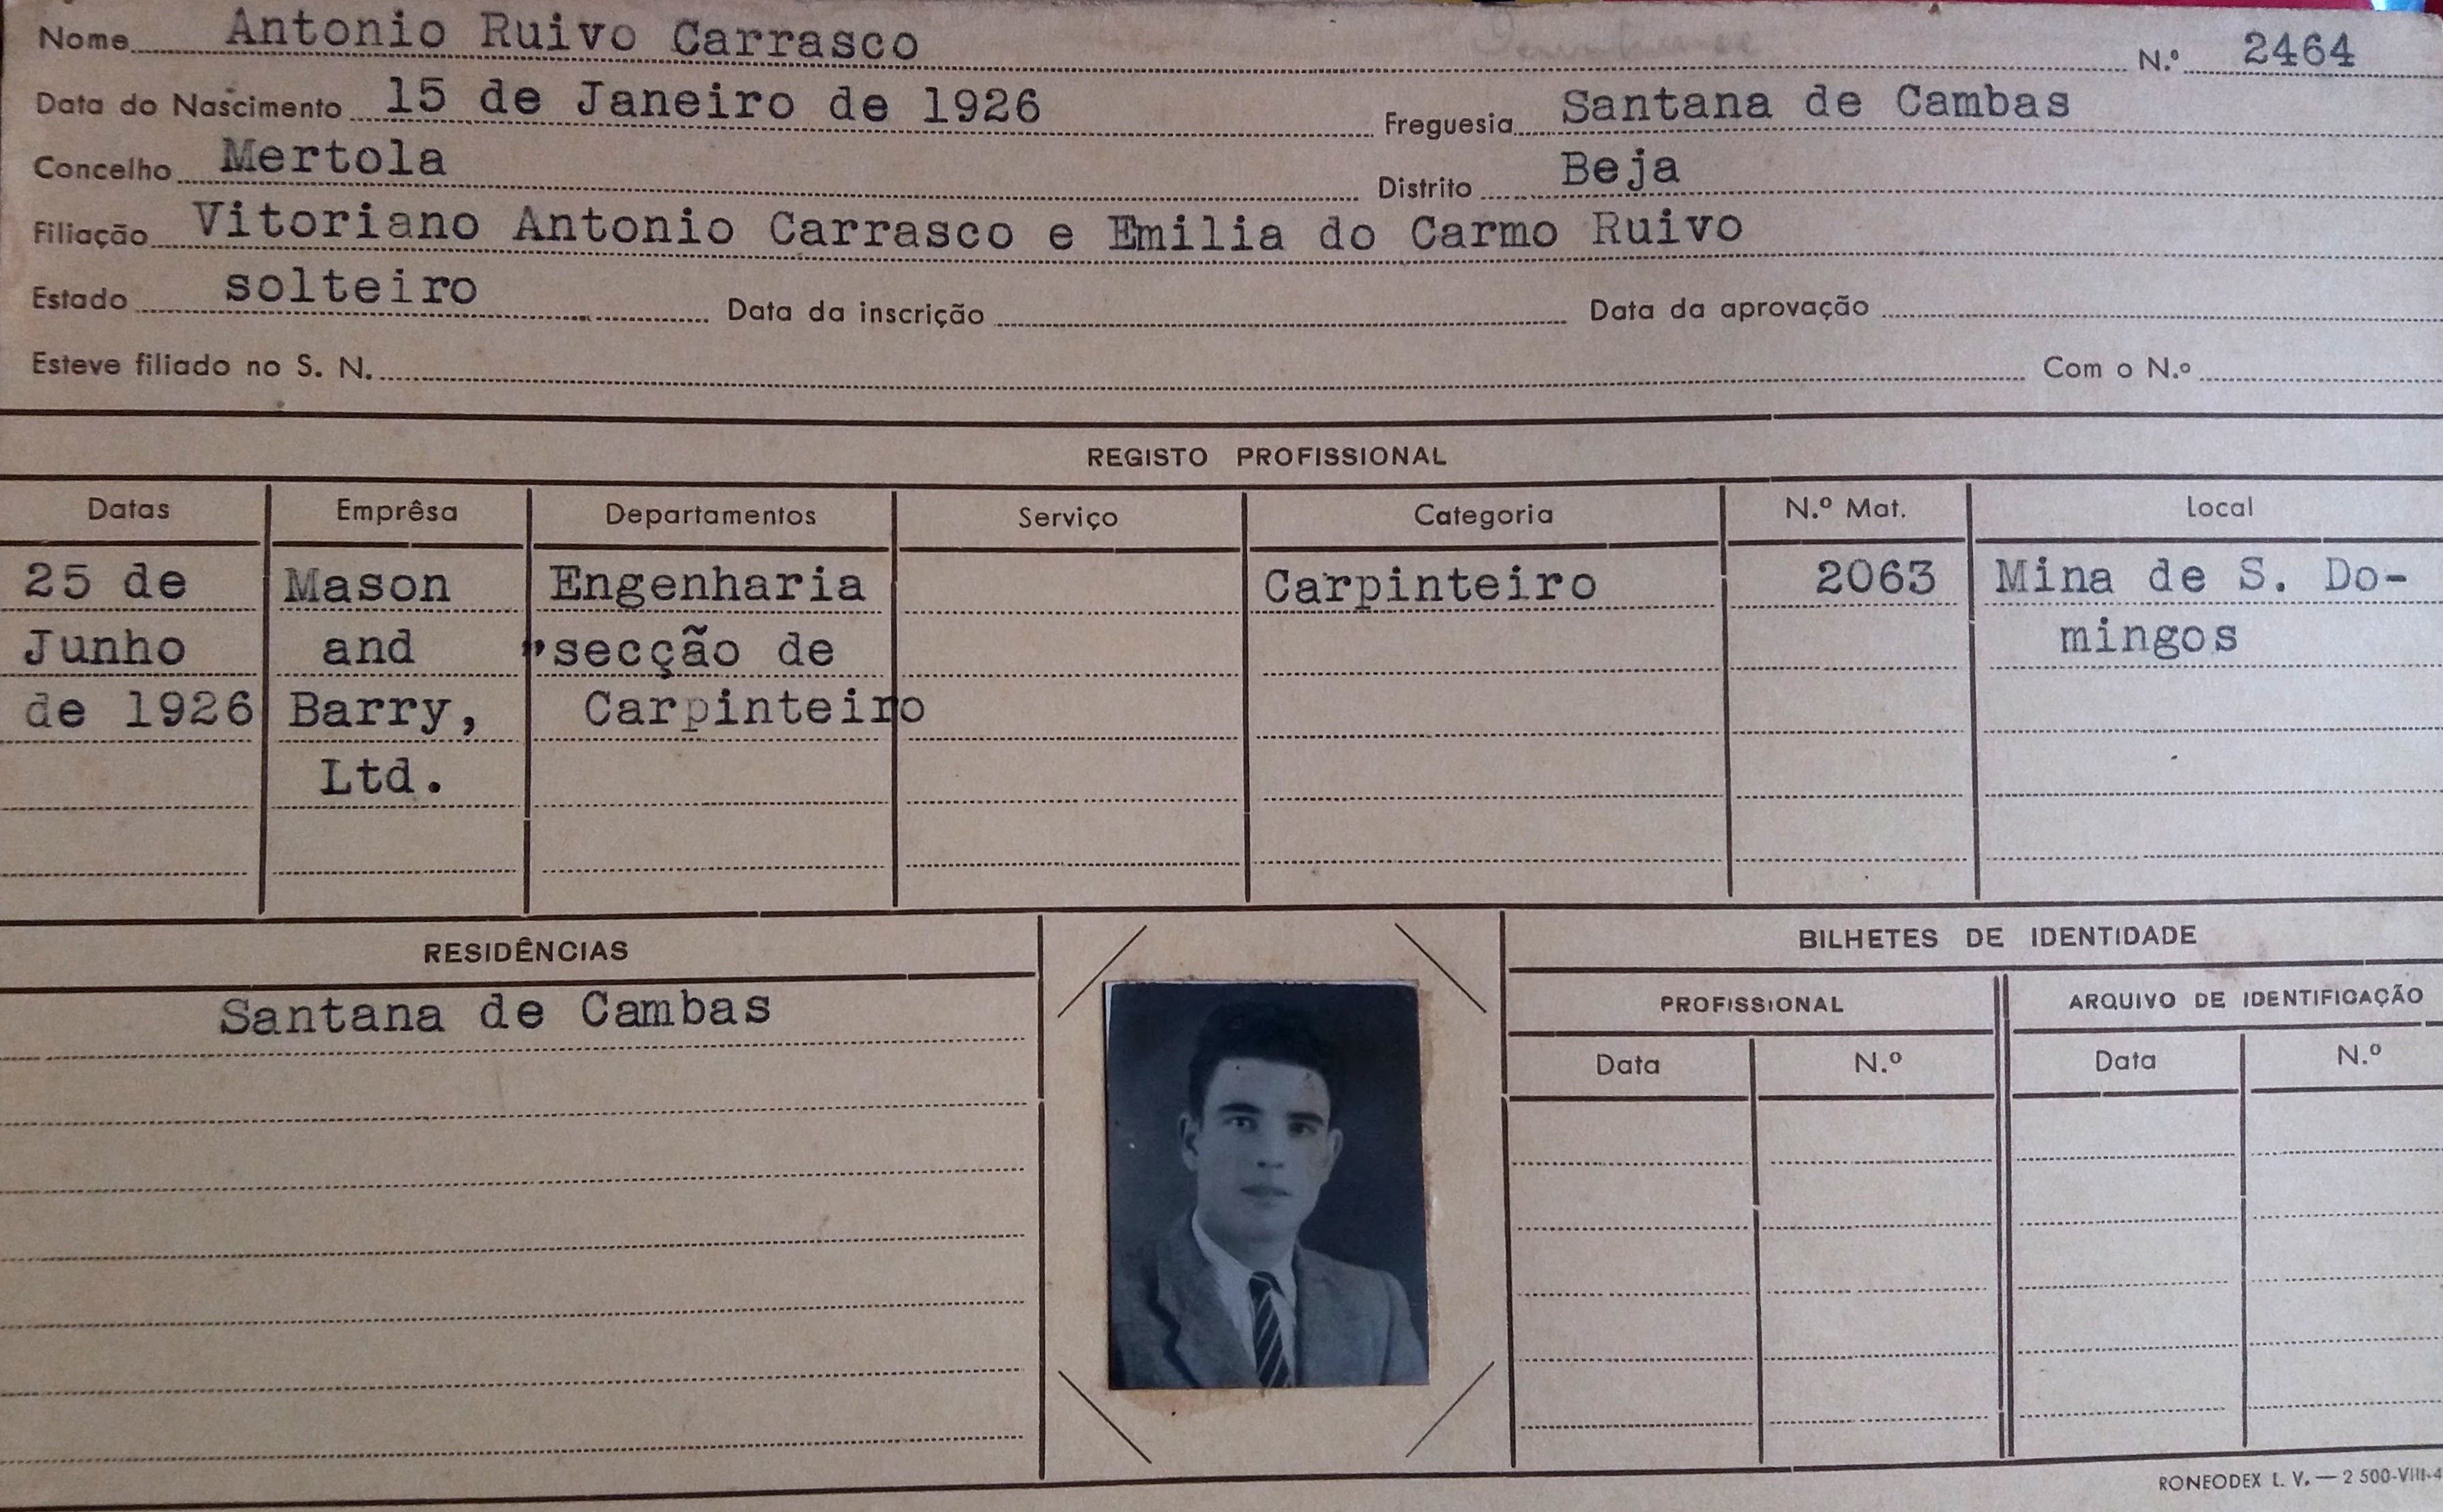 Nome Antonio Ruivo Carrasco N.º 2464
Data do Nascimento 15 de Janeiro de 1926 Freguesia Santana de Cambas
Concelho Mertola Distrito Beja
Filiação Vitoriano Antonio Carrasco e Emilia do Carmo Ruivo
Estado solteiro Data da inscrição Data da aprovação
Esteve filiado no S. N. Com o N.º
REGISTO PROFISSIONAL
Datas Emprêsa Departamentos Serviço Categoria N.º Mat. Local
25 de Mason Engenharia Carpinteiro 2063 Mina de S. Do-
Junho and "secção de mingos
de 1926 Barry, Carpinteiro
Ltd.
RESIDÊNCIAS
Santana de Cambas
BILHETES DE IDENTIDADE
PROFISSIONAL ARQUIVO DE IDENTIFICAÇÃO
Data N.º Data N.º
RONEODEX L. V. — 2 500-VIII-4